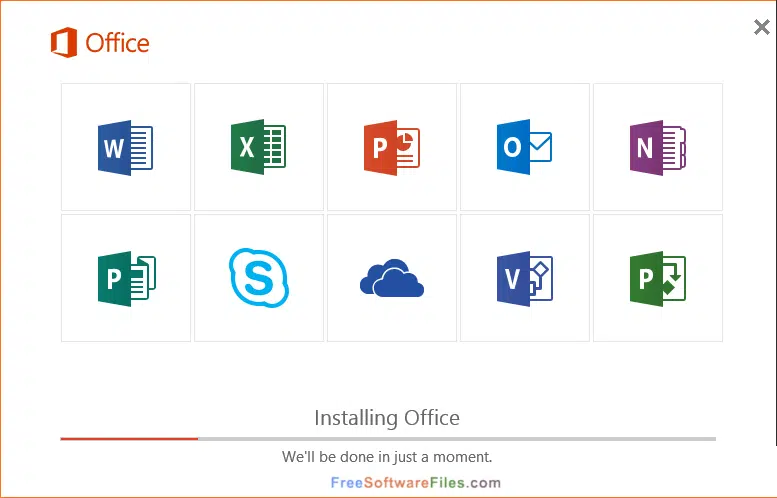 Office
W
X
P
O
N
P
S
V
P
Installing Office
We'll be done in just a moment.
FreeSoftwareFiles.com